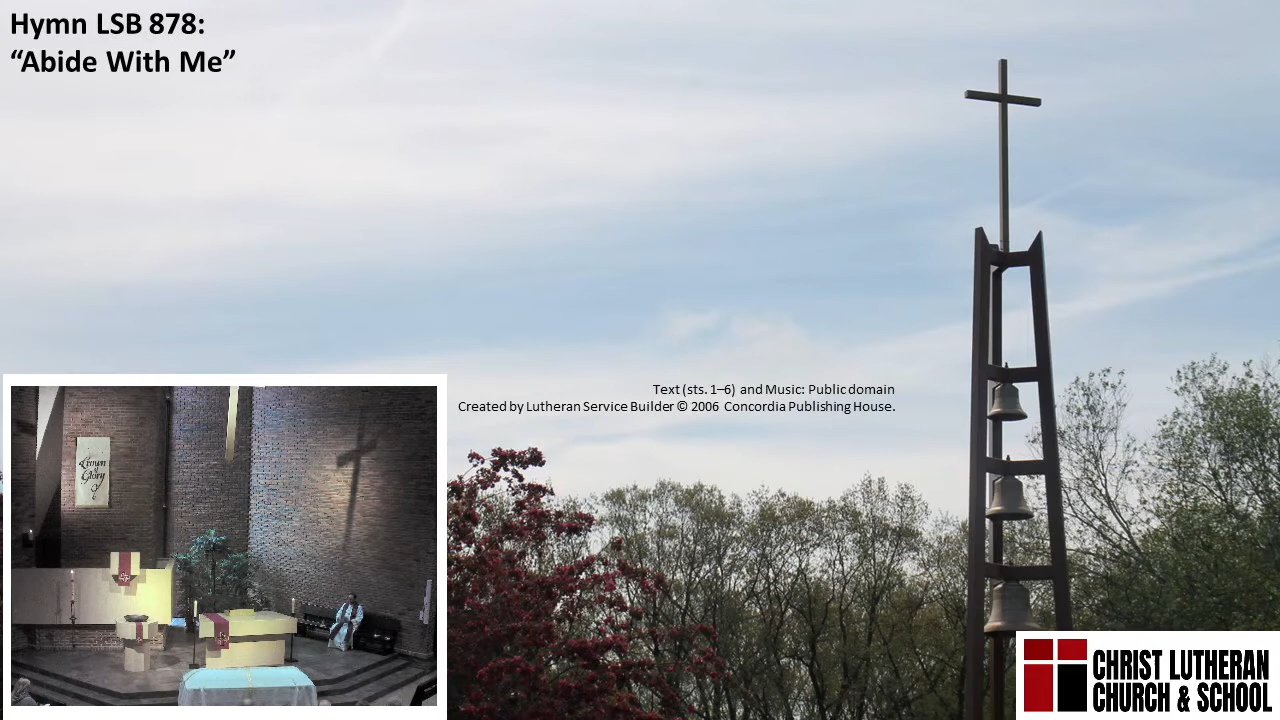 Hymn LSB 878:
“Abide With Me”
Text (sts. 1–6) and Music: Public domain
Created by Lutheran Service Builder © 2006 Concordia Publishing House.
Crown
Glory
CHRIST LUTHERAN
CHURCH & SCHOOL